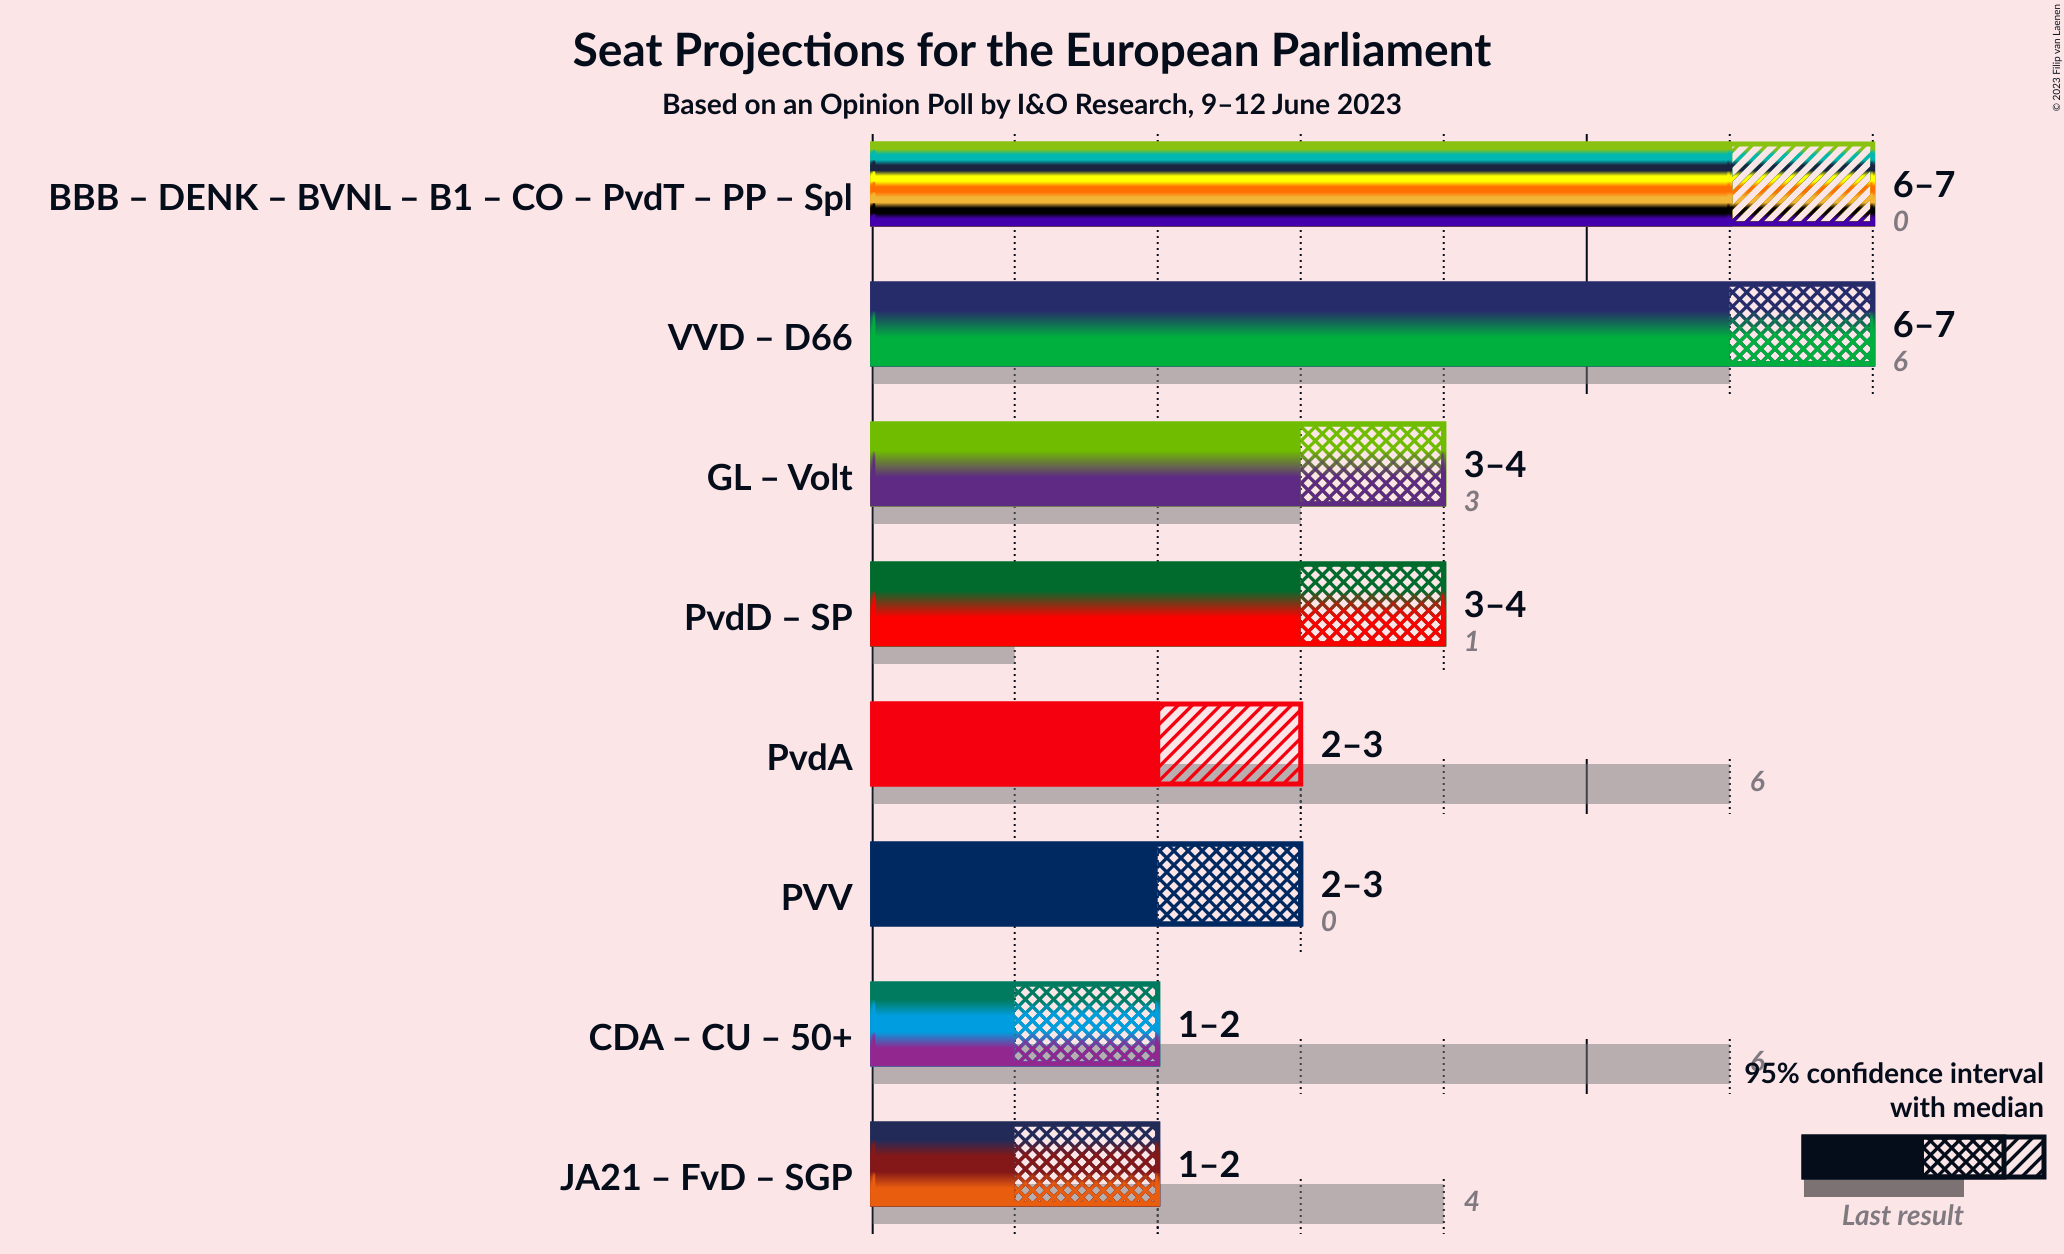 Seat Projections for the European Parliament
Based on an Opinion Poll by I&O Research, 9–12 June 2023
© 2023 Filip van Laenen
BBB – DENK – BVNL – B1 – CO – PvdT – PP – Spl
6–7
0
VVD – D66
6–7
6
GL – Volt
3–4
3
PvdD – SP
3–4
1
PvdA
2–3
6
PVV
2–3
0
CDA – CU – 50+
1–2
6
JA21 – FvD – SGP
1–2
4
95% confidence interval
with median
Last result